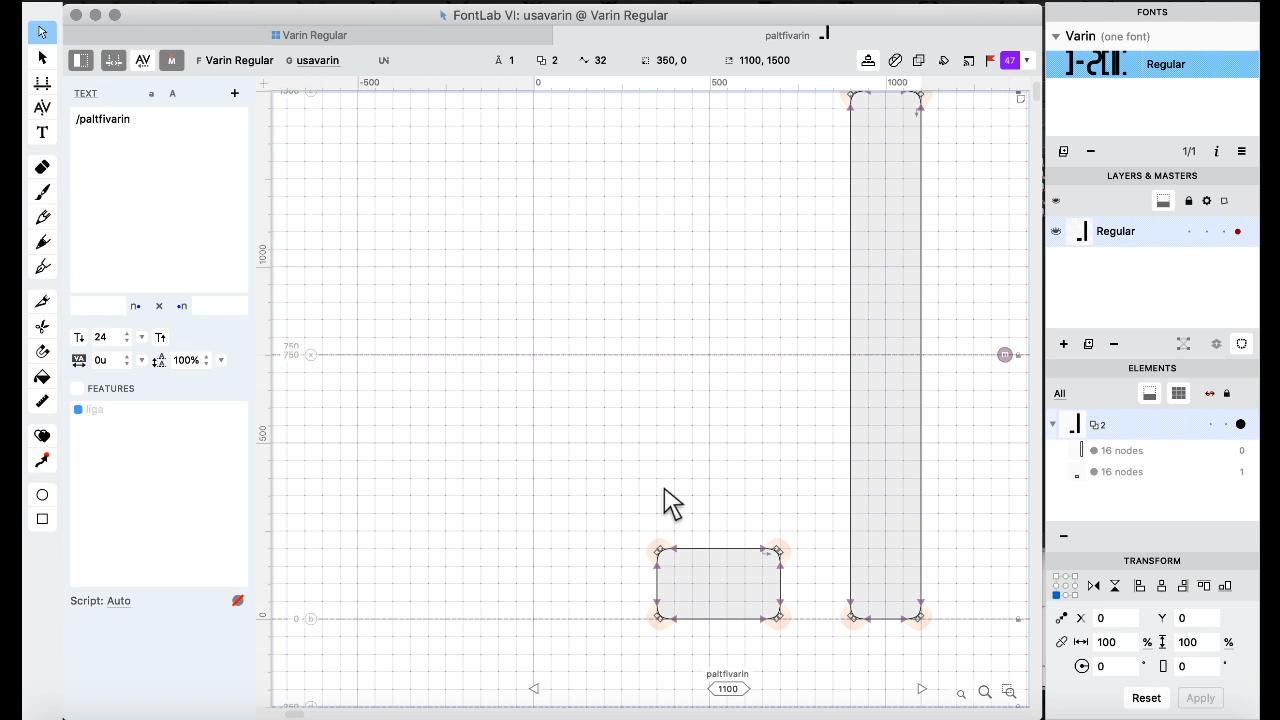 FontLab VI: usavarin @ Varin Regular
Varin Regular
paltfivarin
F Varin Regular
G usavarin
UN
1
2
32
350, 0
1100, 1500
47
TEXT
a
A
+
/paltfivarin
n
×
n
24
0u
100%
FEATURES
liga
Script: Auto
-500
0
500
1000
1000
500
0
750
750
x
m
0
b
paltfivarin
1100
FONTS
Varin (one font)
Regular
1/1
i
LAYERS & MASTERS
Regular
ELEMENTS
All
2
16 nodes 0
16 nodes 1
TRANSFORM
X 0 Y 0
100 % 100 %
0 ° 0 °
Reset Apply